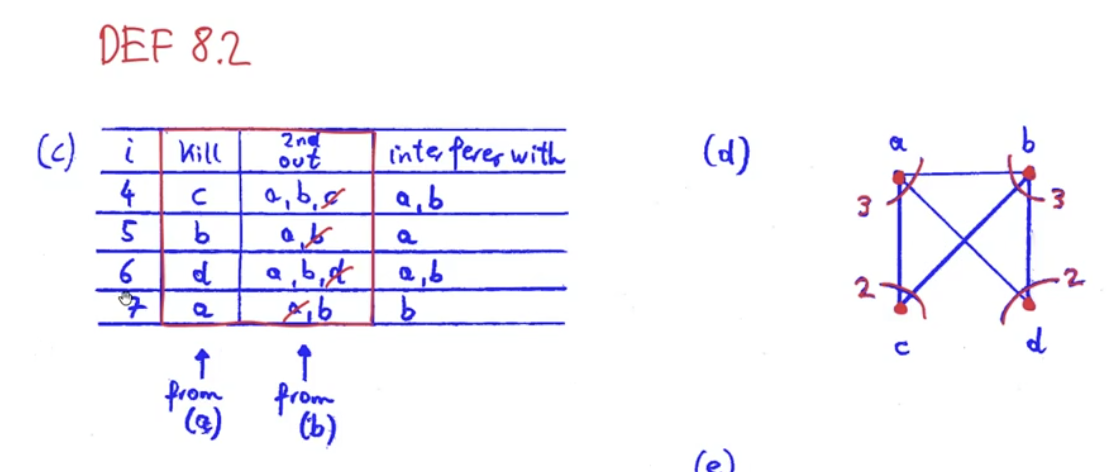 DEF 8.2
(c)
i kill 2nd out interferes with
4 c a, b, c a, b
5 b a, b a
6 d a, b, d a, b
7 a a, b b
from (a) from (b)
(d)
a b
3 3
2 2
c d
(e)